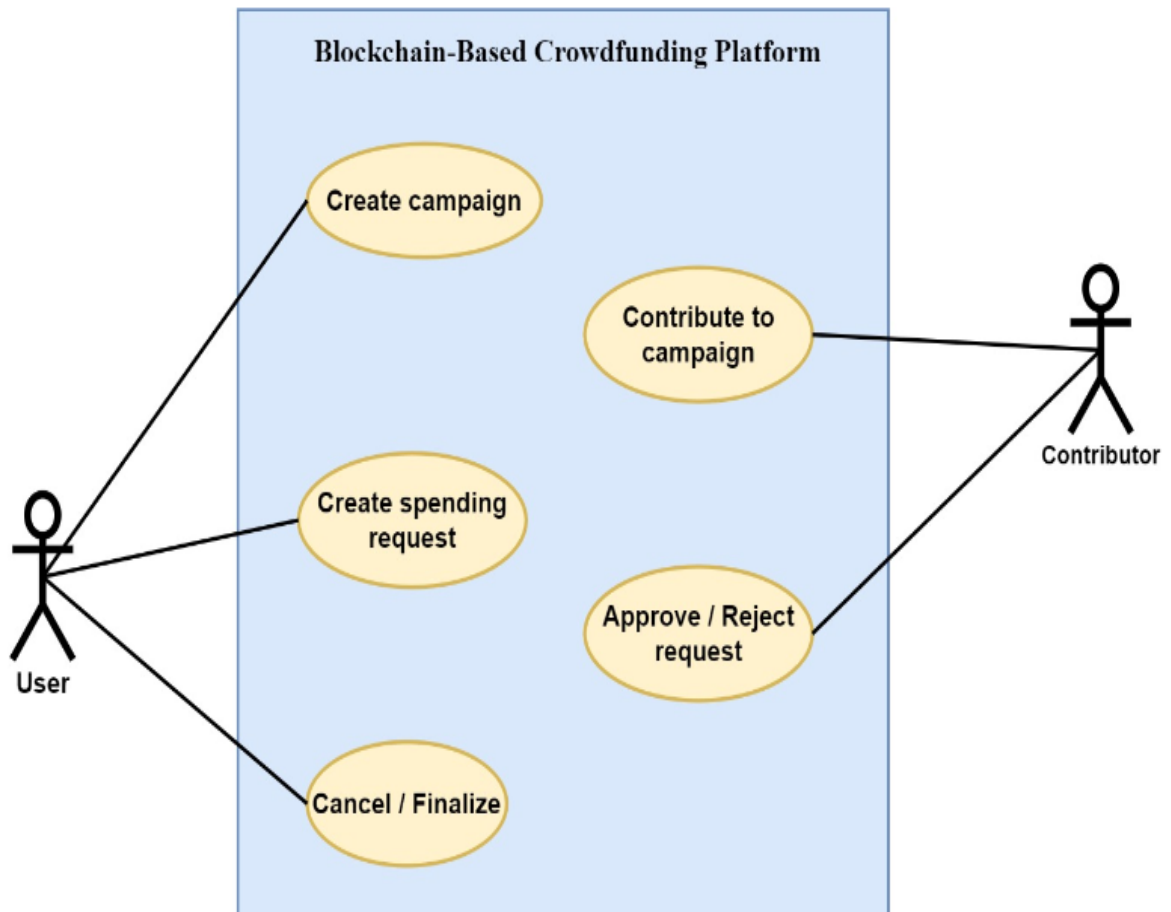 Blockchain-Based Crowdfunding Platform
Create campaign
Contribute to
campaign
Contributor
Create spending
request
Approve / Reject
request
User
Cancel / Finalize